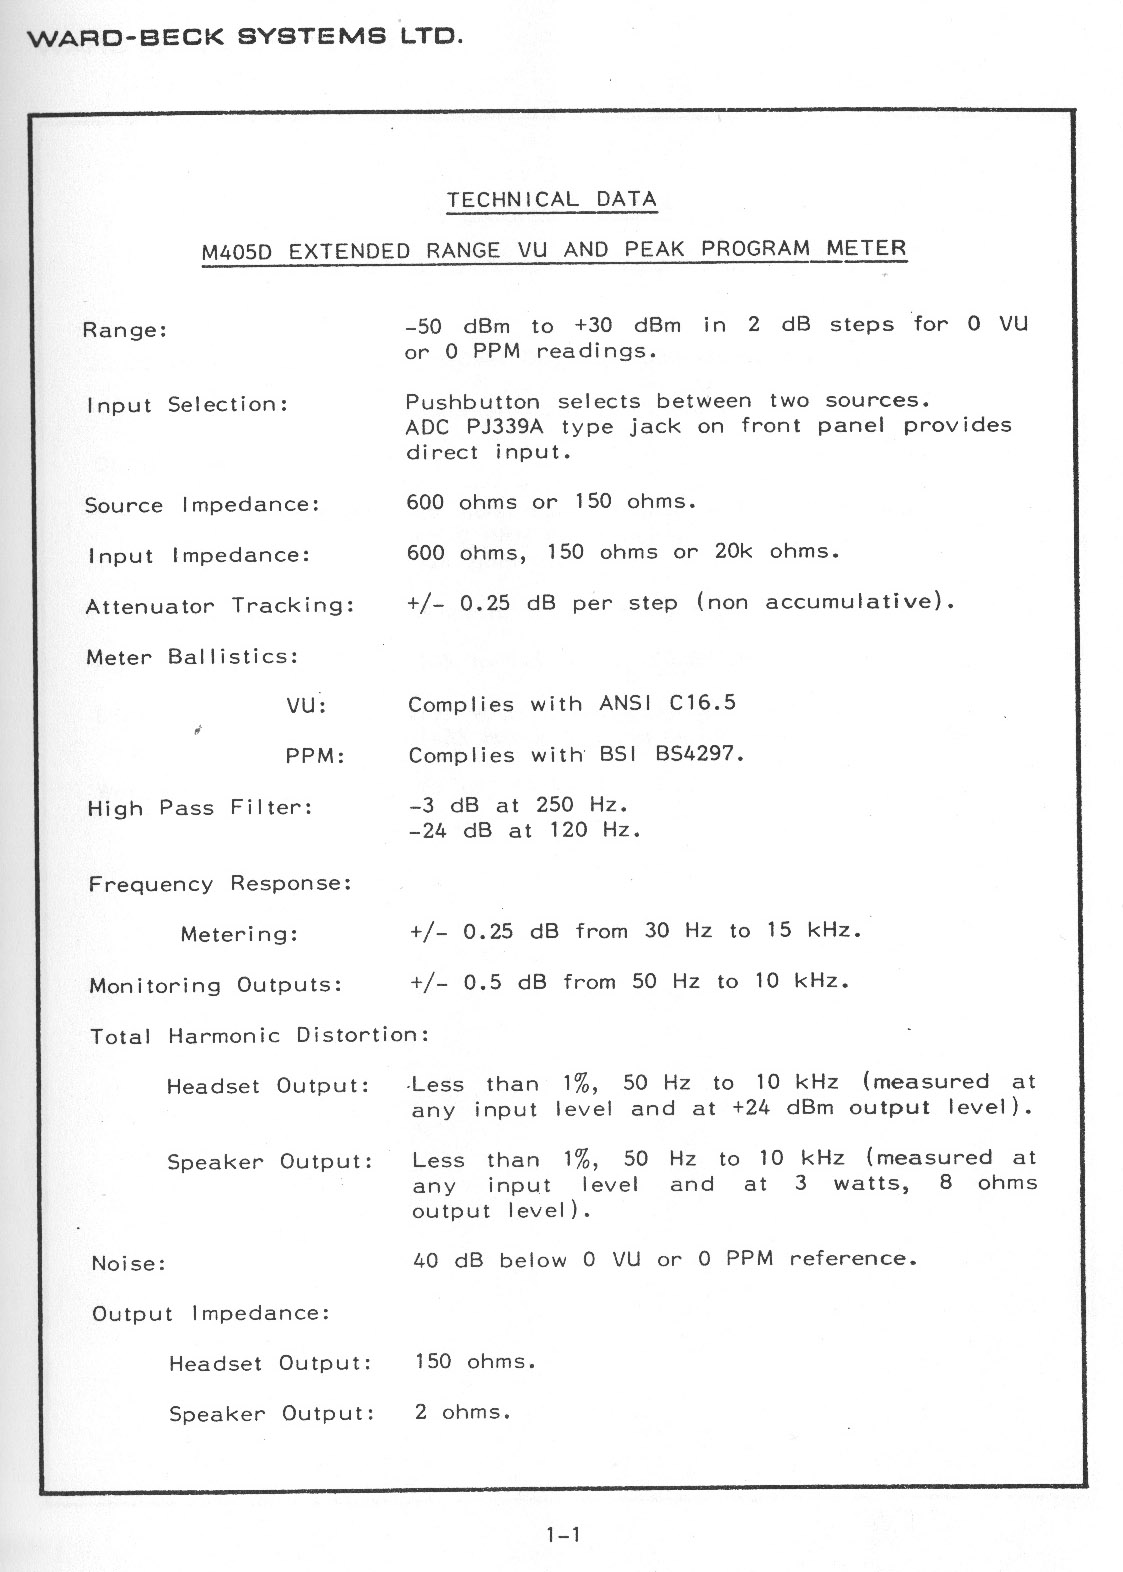 WARD-BECK SYSTEMS LTD.
TECHNICAL DATA
M405D EXTENDED RANGE VU AND PEAK PROGRAM METER
Range: -50 dBm to +30 dBm in 2 dB steps for 0 VU
or 0 PPM readings.
Input Selection: Pushbutton selects between two sources.
ADC PJ339A type jack on front panel provides
direct input.
Source Impedance: 600 ohms or 150 ohms.
Input Impedance: 600 ohms, 150 ohms or 20k ohms.
Attenuator Tracking: +/- 0.25 dB per step (non accumulative).
Meter Ballistics:
VU: Complies with ANSI C16.5
PPM: Complies with BSI BS4297.
High Pass Filter: -3 dB at 250 Hz.
-24 dB at 120 Hz.
Frequency Response:
Metering: +/- 0.25 dB from 30 Hz to 15 kHz.
Monitoring Outputs: +/- 0.5 dB from 50 Hz to 10 kHz.
Total Harmonic Distortion:
Headset Output: Less than 1%, 50 Hz to 10 kHz (measured at
any input level and at +24 dBm output level).
Speaker Output: Less than 1%, 50 Hz to 10 kHz (measured at
any input level and at 3 watts, 8 ohms
output level).
Noise: 40 dB below 0 VU or 0 PPM reference.
Output Impedance:
Headset Output: 150 ohms.
Speaker Output: 2 ohms.
1-1